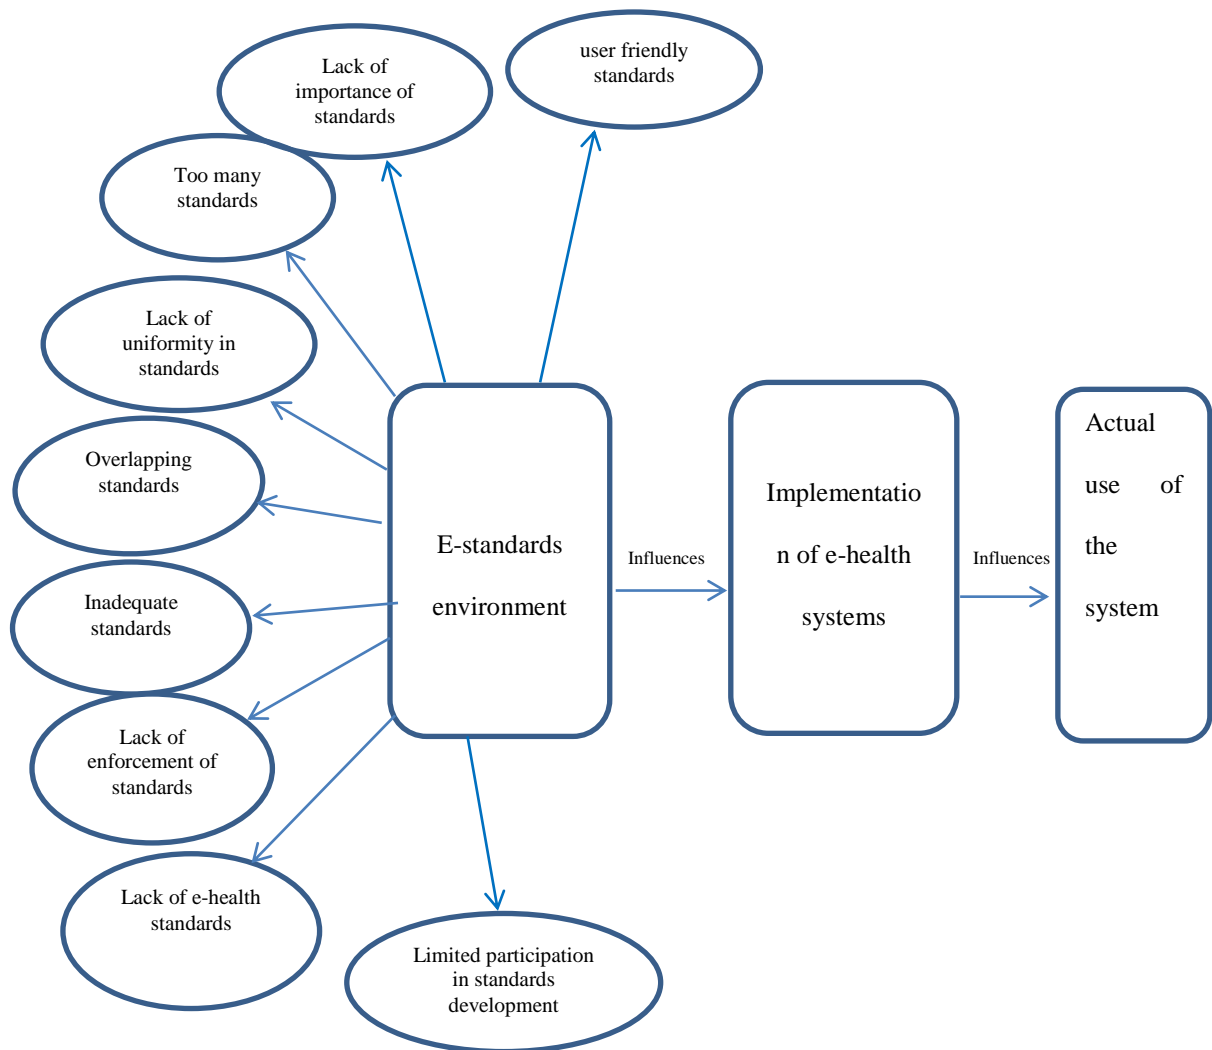 user friendly
standards
Lack of
importance of
standards
Too many
standards
Lack of
uniformity in
standards
Overlapping
standards
Inadequate
standards
Lack of
enforcement of
standards
Lack of e-health
standards
Limited participation
in standards
development
E-standards
environment
Influences
Implementatio
n of e-health
systems
Influences
Actual
use of
the
system